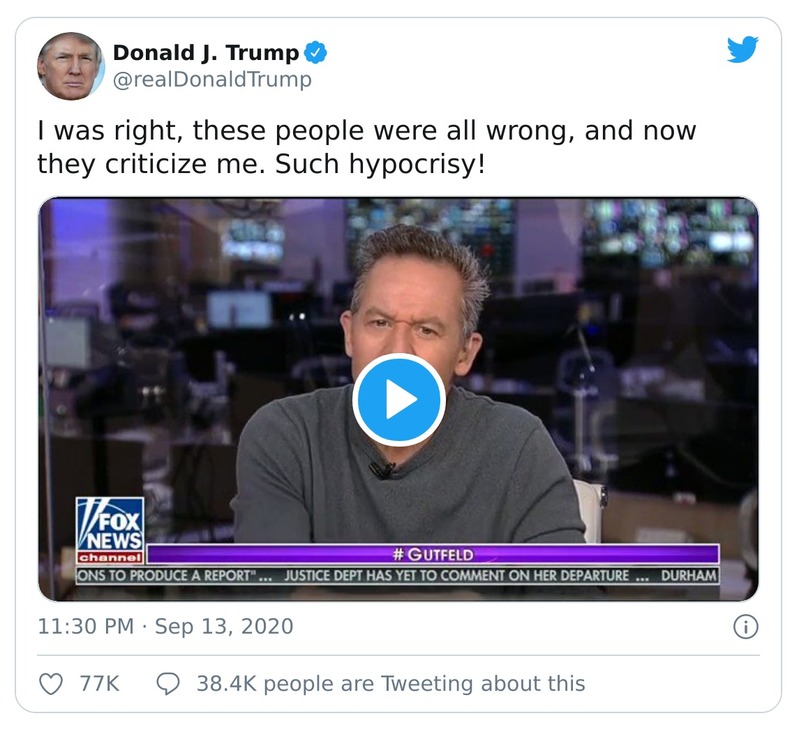 Donald J. Trump
@realDonaldTrump
I was right, these people were all wrong, and now
they criticize me. Such hypocrisy!
FOX
NEWS
channel
#GUTFELD
ONS TO PRODUCE A REPORT"... JUSTICE DEPT HAS YET TO COMMENT ON HER DEPARTURE ... DURHAM
11:30 PM · Sep 13, 2020
77K
38.4K people are Tweeting about this